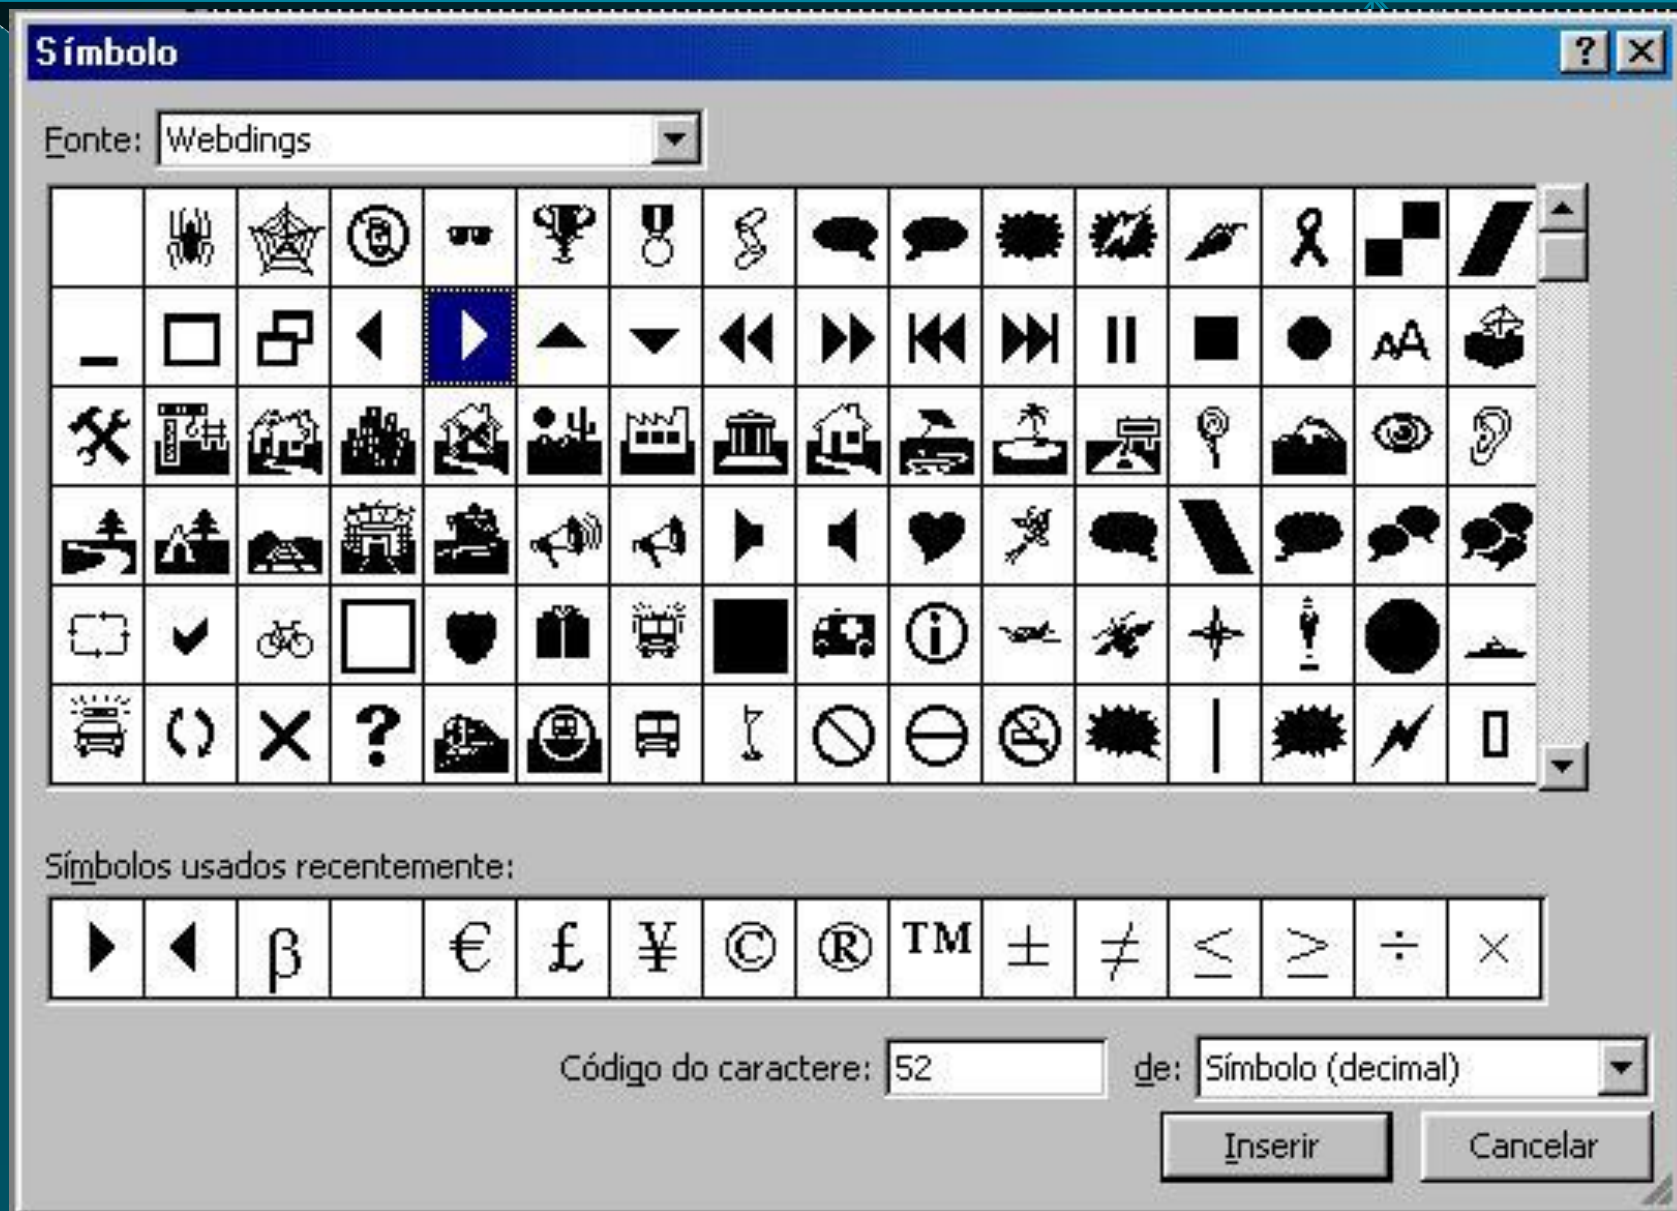 Símbolo
Fonte: Webdings
Símbolos usados recentemente:
β € £ ¥ © ® TM ± ≠ ≤ ≥ ÷ ×
Código do caractere: 52 de: Símbolo (decimal)
Inserir Cancelar